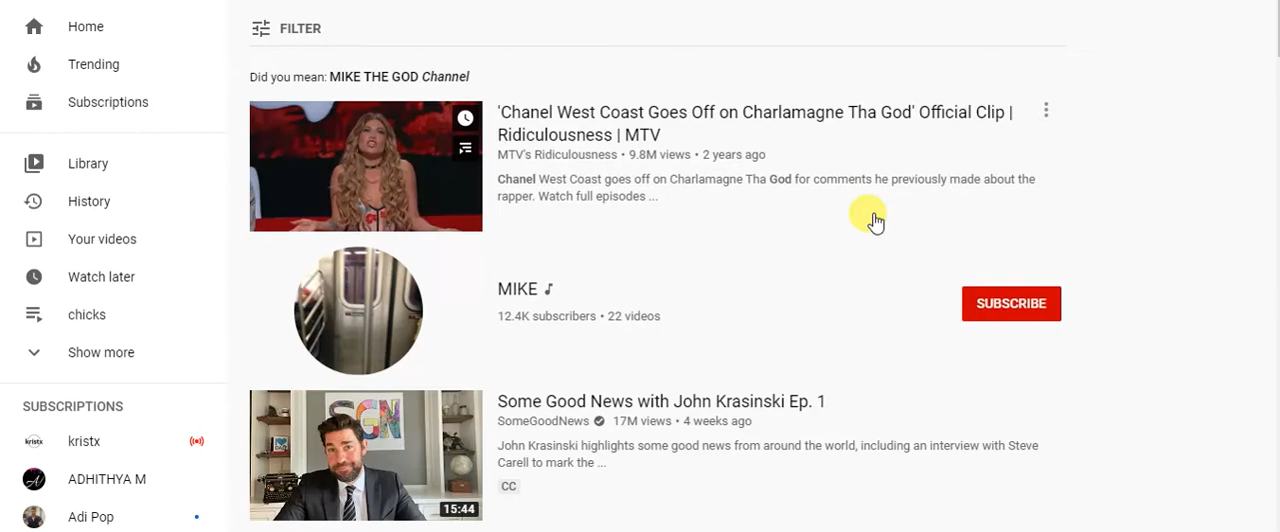 Home
Trending
Subscriptions
Library
History
Your videos
Watch later
chicks
Show more
SUBSCRIPTIONS
kristx
ADHITHYA M
Adi Pop
FILTER
Did you mean: MIKE THE GOD Channel
'Chanel West Coast Goes Off on Charlamagne Tha God' Official Clip |
Ridiculousness | MTV
MTV's Ridiculousness • 9.8M views • 2 years ago
Chanel West Coast goes off on Charlamagne Tha God for comments he previously made about the
rapper. Watch full episodes ...
MIKE
12.4K subscribers • 22 videos
SUBSCRIBE
SGN
15:44
Some Good News with John Krasinski Ep. 1
SomeGoodNews 17M views • 4 weeks ago
John Krasinski highlights some good news from around the world, including an interview with Steve
Carell to mark the ...
CC